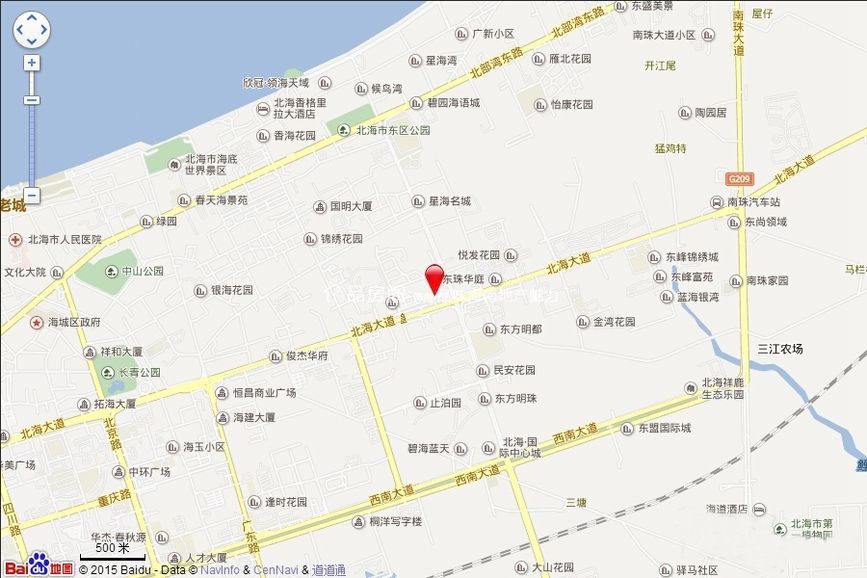 东盛美景
屋仔
南珠大道
广新小区
北部湾东路
南珠大道小区
星海湾
雁北花园
开江尾
北部湾东路
欣冠·领海天域
候鸟湾
北海香格里
拉大酒店
碧园海语城
怡康花园
陶园居
香海花园
北海市东区公园
猛鸡特
北海市海底
世界景区
北海大道
G209
老城
春天海景苑
国明大厦
星海名城
南珠汽车站
绿园
东尚领域
北海市人民医院
锦绣花园
悦发花园
东峰锦绣城
文化大院
中山公园
北海大道
马栏
东珠华庭
东峰富苑
南珠家园
银海花园
蓝海银湾
海城区政府
北海大道
东方明都
金湾花园
祥和大厦
俊杰华府
三江农场
长青公园
民安花园
恒昌商业广场
北海祥鹿
生态乐园
拓海大厦
止泊园
东方明珠
海建大厦
北海大道
北京路
西南大道
东盟国际城
海玉小区
碧海蓝天
北海·国
际中心城
华美广场
中环广场
西南大道
西南大道
四川路
重庆路
逢时花园
三塘
海道酒店
广东路
桐洋写字楼
北海市第一
植物园
华杰·春秋源
500 米
人才大厦
大山花园
驿马社区
Bai du 地图
© 2015 Baidu - Data © NavInfo & CenNavi & 道道通